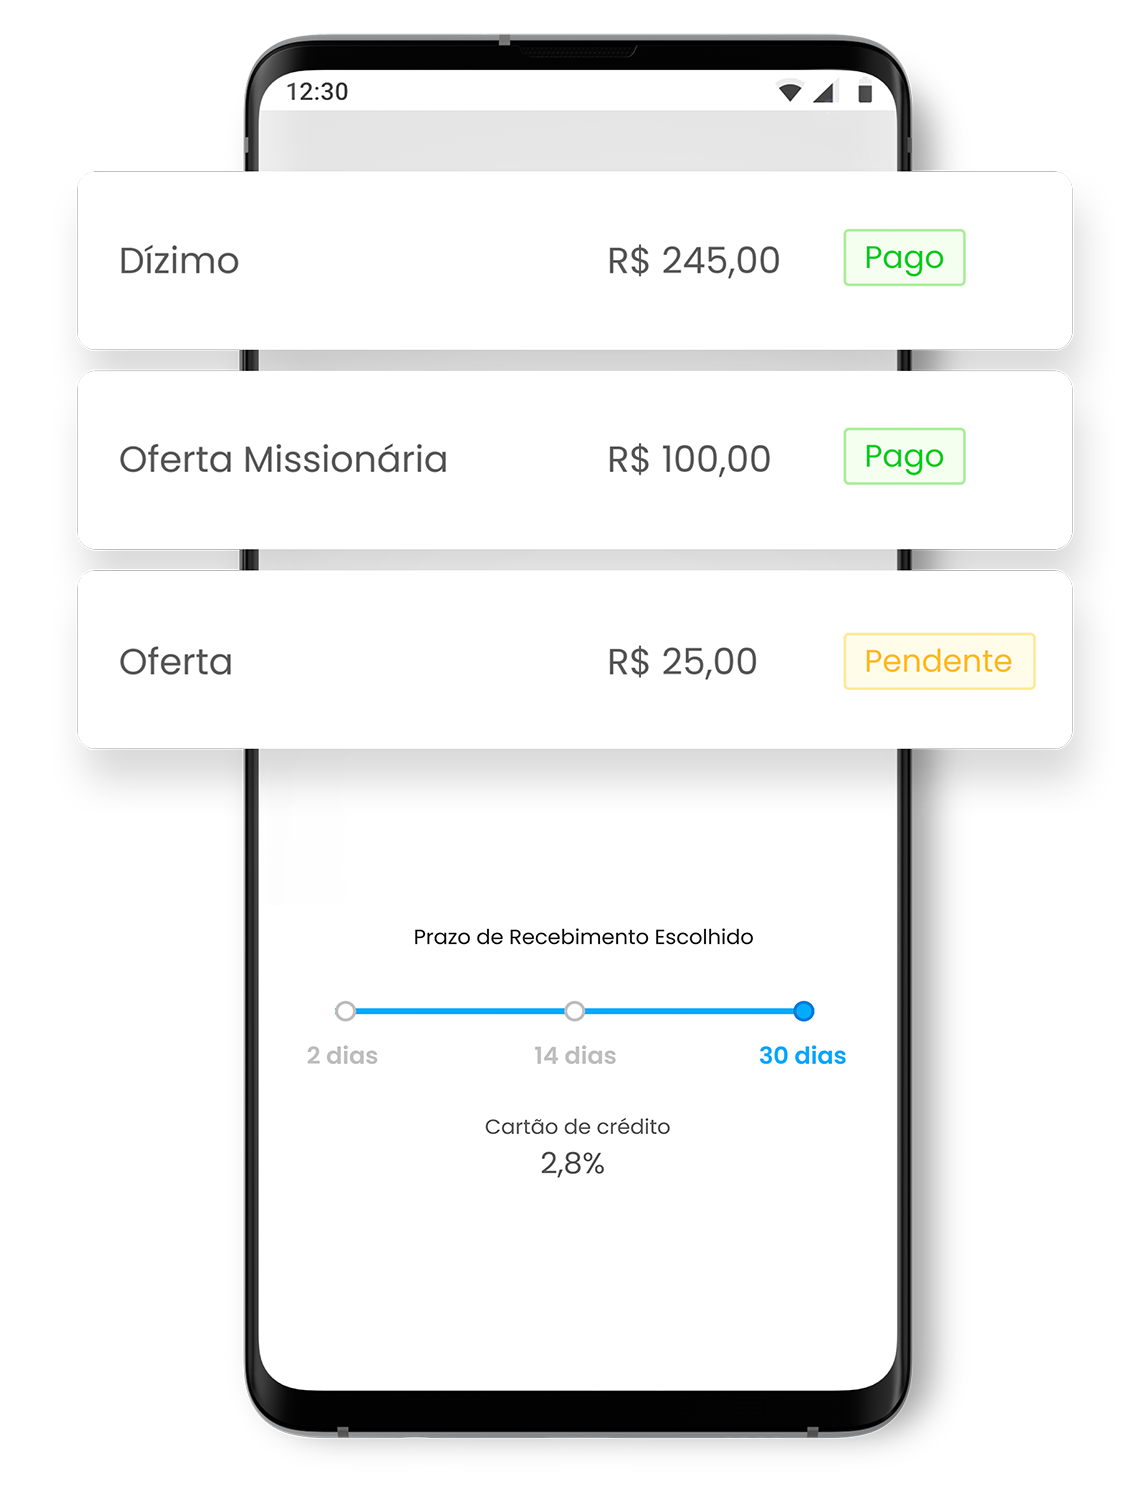 12:30
Dízimo R$ 245,00 Pago
Oferta Missionária R$ 100,00 Pago
Oferta R$ 25,00 Pendente
Prazo de Recebimento Escolhido
2 dias 14 dias 30 dias
Cartão de crédito
2,8%